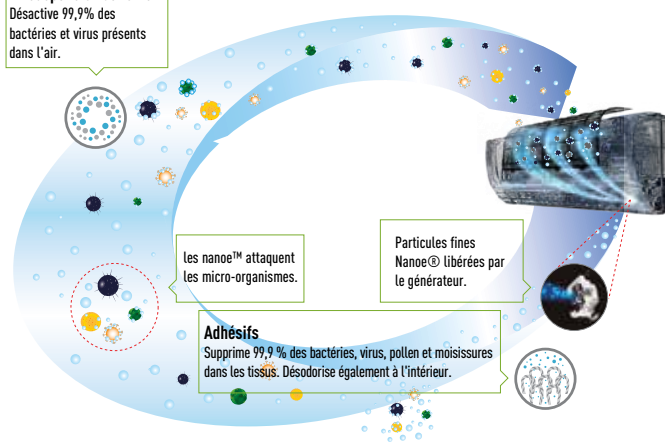 Désactive 99,9% des
bactéries et virus présents
dans l'air.
les nanoe™ attaquent
les micro-organismes.
Particules fines
Nanoe® libérées par
le générateur.
Adhésifs
Supprime 99,9 % des bactéries, virus, pollen et moisissures
dans les tissus. Désodorise également à l'intérieur.